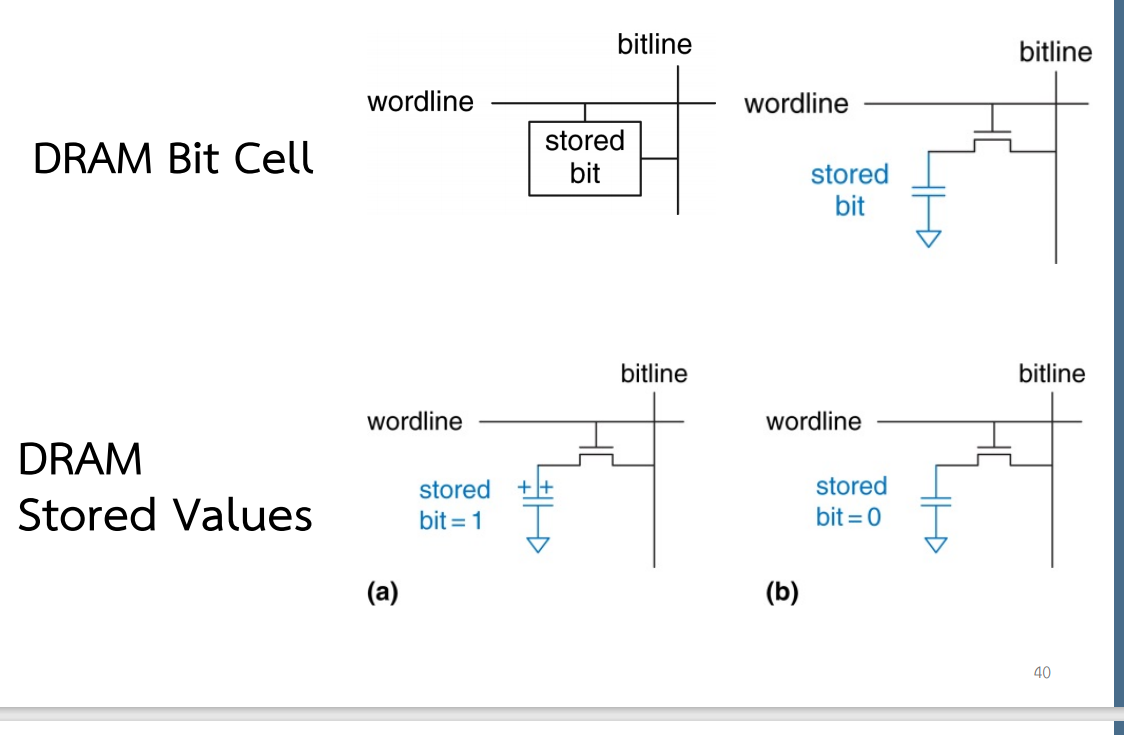 DRAM Bit Cell
bitline
wordline
stored
bit
bitline
wordline
stored
bit
DRAM
Stored Values
bitline
wordline
stored
bit = 1
+ +
(a)
bitline
wordline
stored
bit = 0
(b)
40